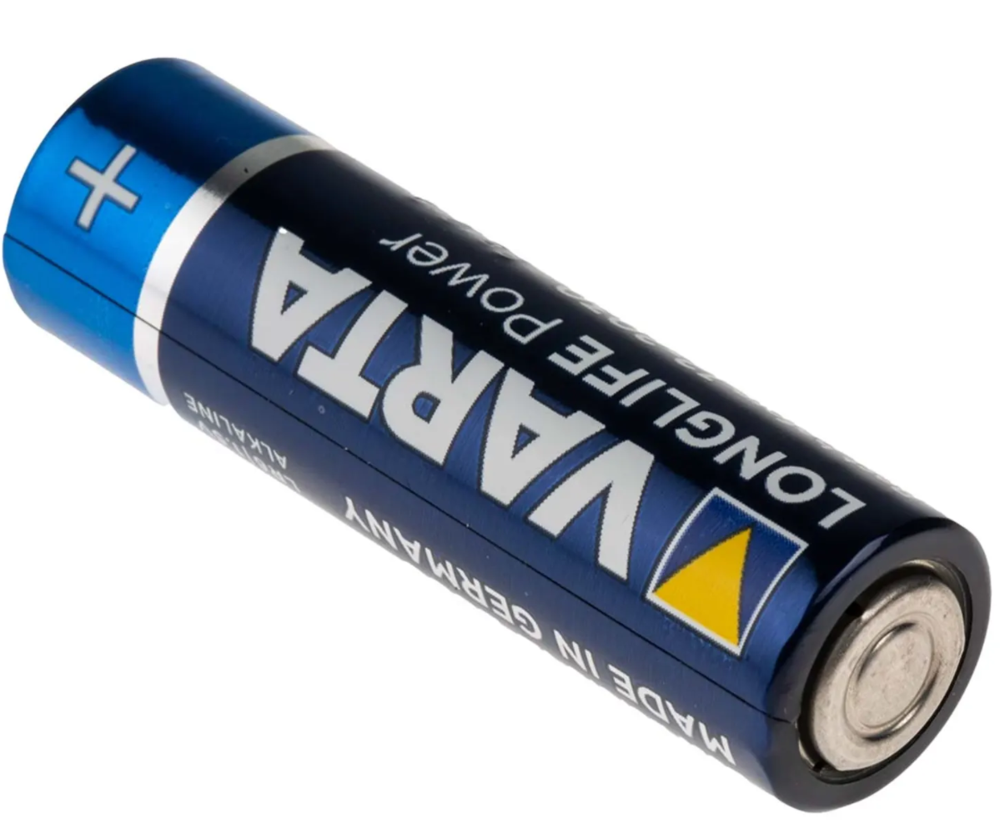 +
VARTA
LONGLIFE Power
MADE IN GERMANY
ALKALINE